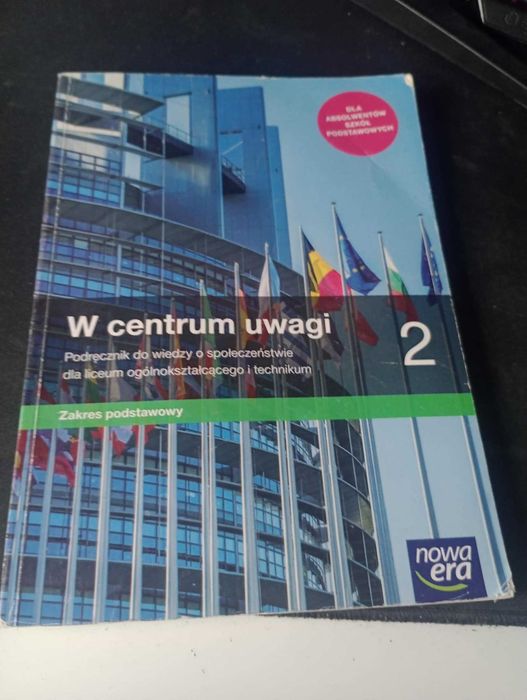 DLA
ABSOLWENTÓW
SZKÓŁ
PODSTAWOWYCH
W centrum uwagi
2
Podręcznik do wiedzy o społeczeństwie
dla liceum ogólnokształcącego i technikum
Zakres podstawowy
nowa
era